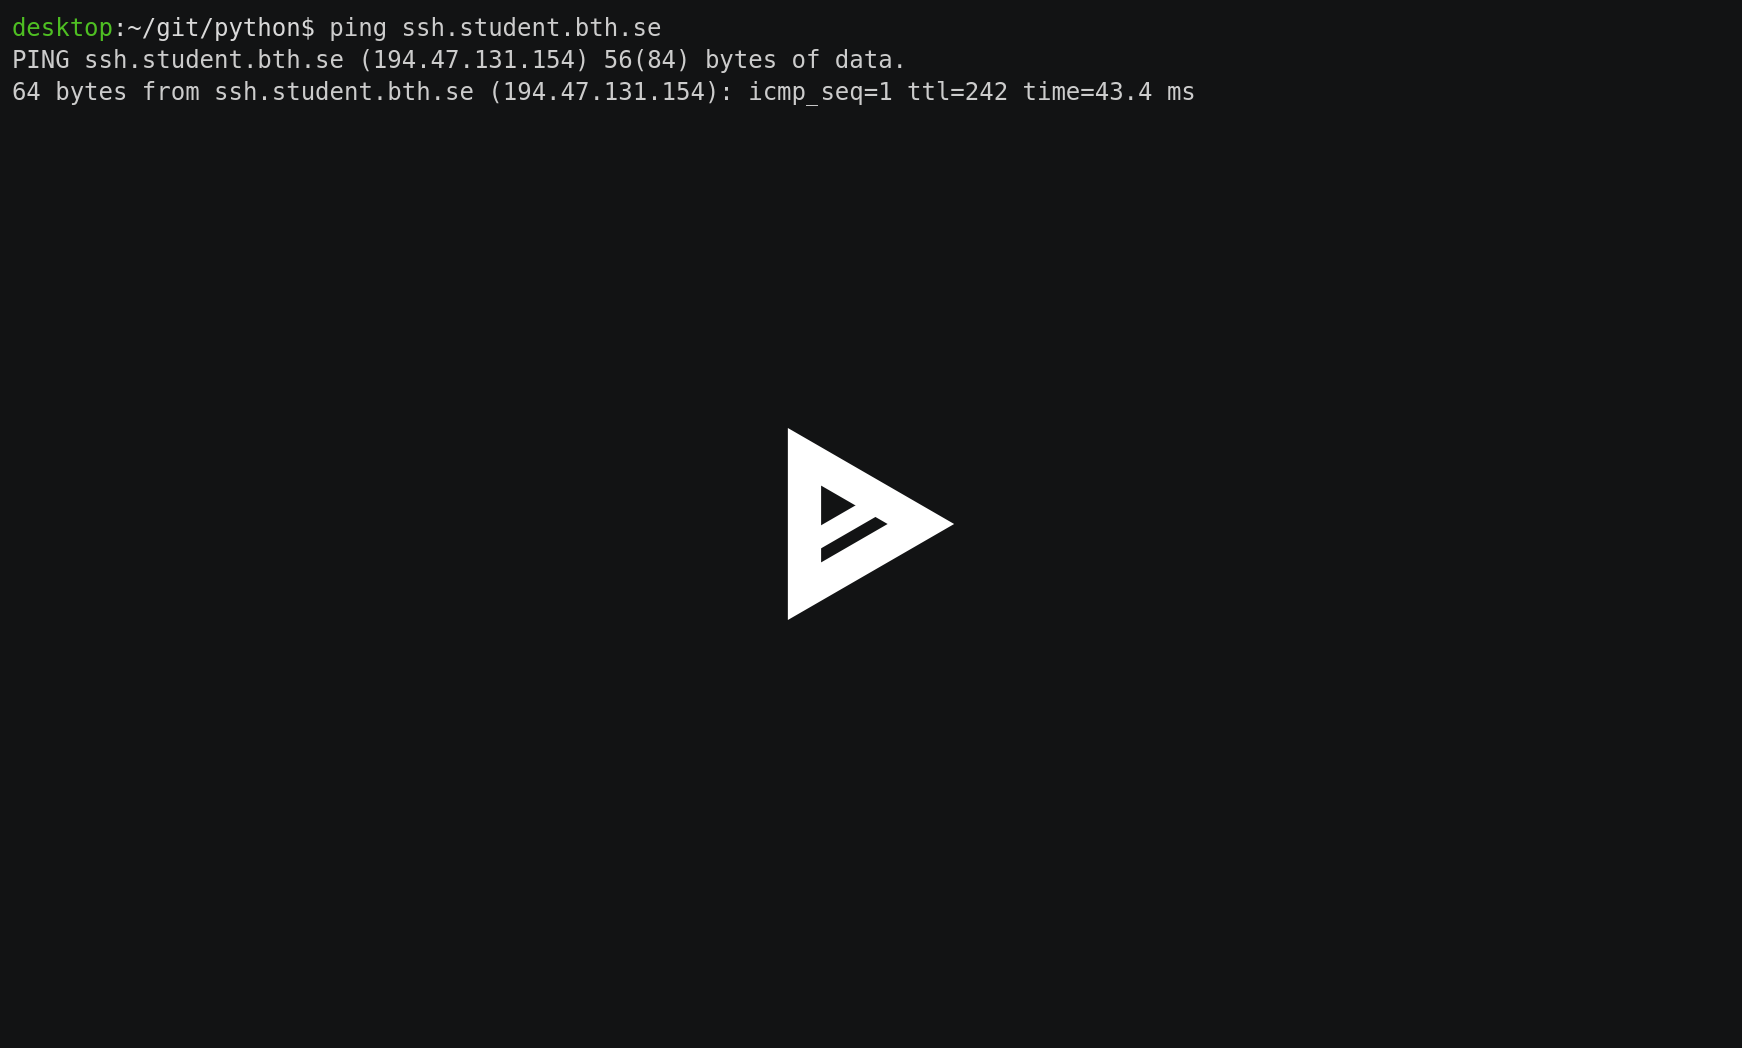 desktop:~/git/python$ ping ssh.student.bth.se
PING ssh.student.bth.se (194.47.131.154) 56(84) bytes of data.
64 bytes from ssh.student.bth.se (194.47.131.154): icmp_seq=1 ttl=242 time=43.4 ms